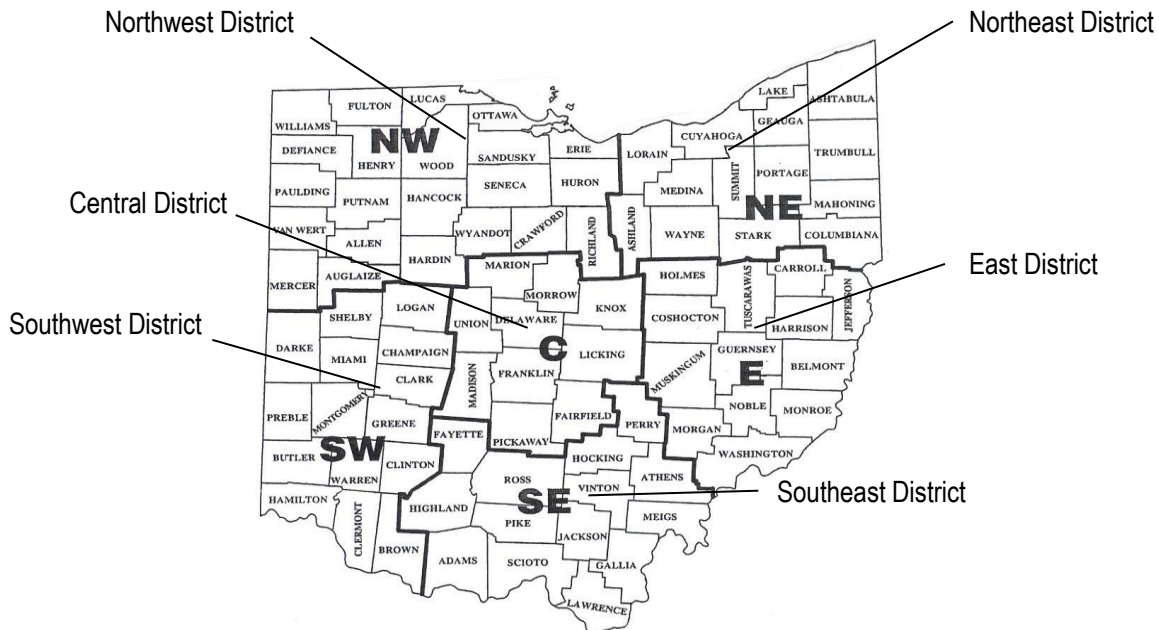 Northwest District
Northeast District
Central District
East District
Southwest District
Southeast District
NW
NE
C
E
SW
SE
WILLIAMS
FULTON
LUCAS
OTTAWA
DEFIANCE
HENRY
WOOD
SANDUSKY
ERIE
PAULDING
PUTNAM
HANCOCK
SENECA
HURON
VAN WERT
ALLEN
WYANDOT
CRAWFORD
RICHLAND
MERCER
AUGLAIZE
HARDIN
LORAIN
CUYAHOGA
LAKE
GEAUGA
ASHTABULA
TRUMBULL
MEDINA
SUMMIT
PORTAGE
MAHONING
ASHLAND
WAYNE
STARK
COLUMBIANA
MARION
MORROW
KNOX
UNION
DELAWARE
LICKING
MADISON
FRANKLIN
FAIRFIELD
PICKAWAY
HOLMES
TUSCARAWAS
CARROLL
JEFFERSON
COSHOCTON
HARRISON
MUSKINGUM
GUERNSEY
BELMONT
NOBLE
MONROE
MORGAN
WASHINGTON
SHELBY
LOGAN
DARKE
MIAMI
CHAMPAIGN
CLARK
PREBLE
MONTGOMERY
GREENE
BUTLER
WARREN
CLINTON
HAMILTON
CLERMONT
BROWN
FAYETTE
PERRY
HOCKING
ROSS
VINTON
ATHENS
HIGHLAND
PIKE
MEIGS
JACKSON
ADAMS
SCIOTO
GALLIA
LAWRENCE